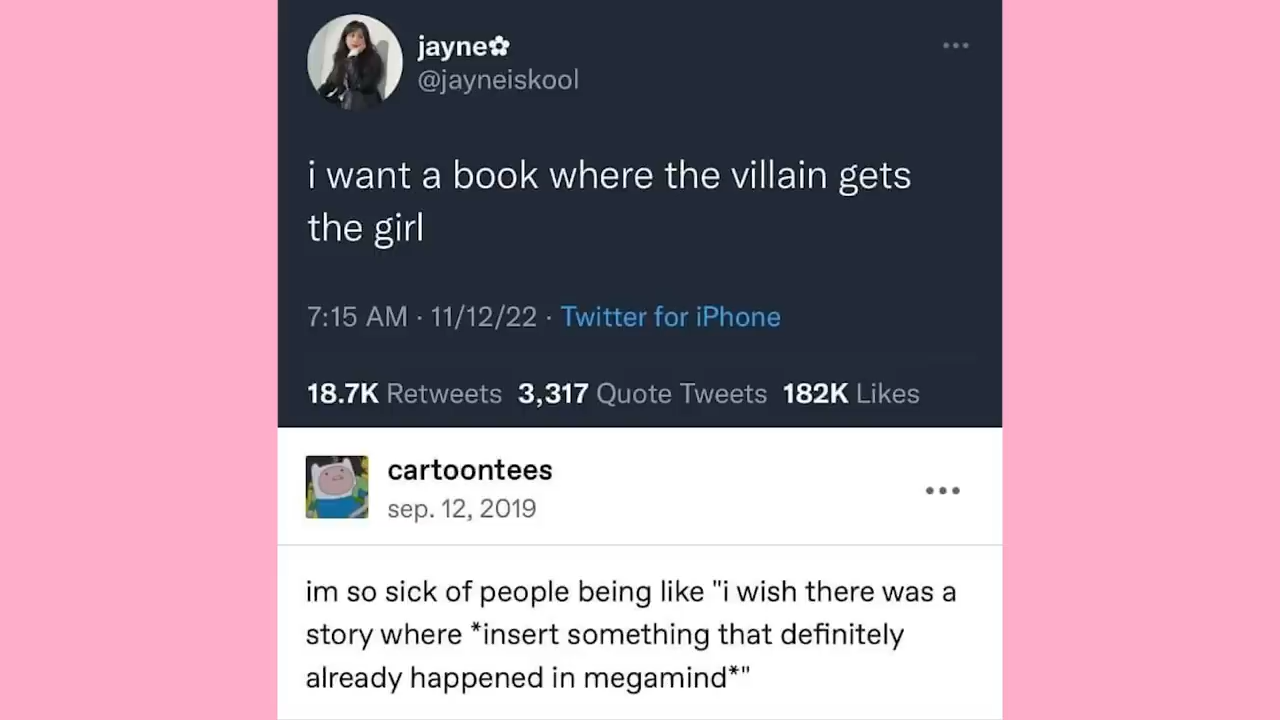 jayne✿
@jayneiskool
i want a book where the villain gets
the girl
7:15 AM · 11/12/22 · Twitter for iPhone
18.7K Retweets 3,317 Quote Tweets 182K Likes
cartoontees
sep. 12, 2019
im so sick of people being like "i wish there was a
story where *insert something that definitely
already happened in megamind*"